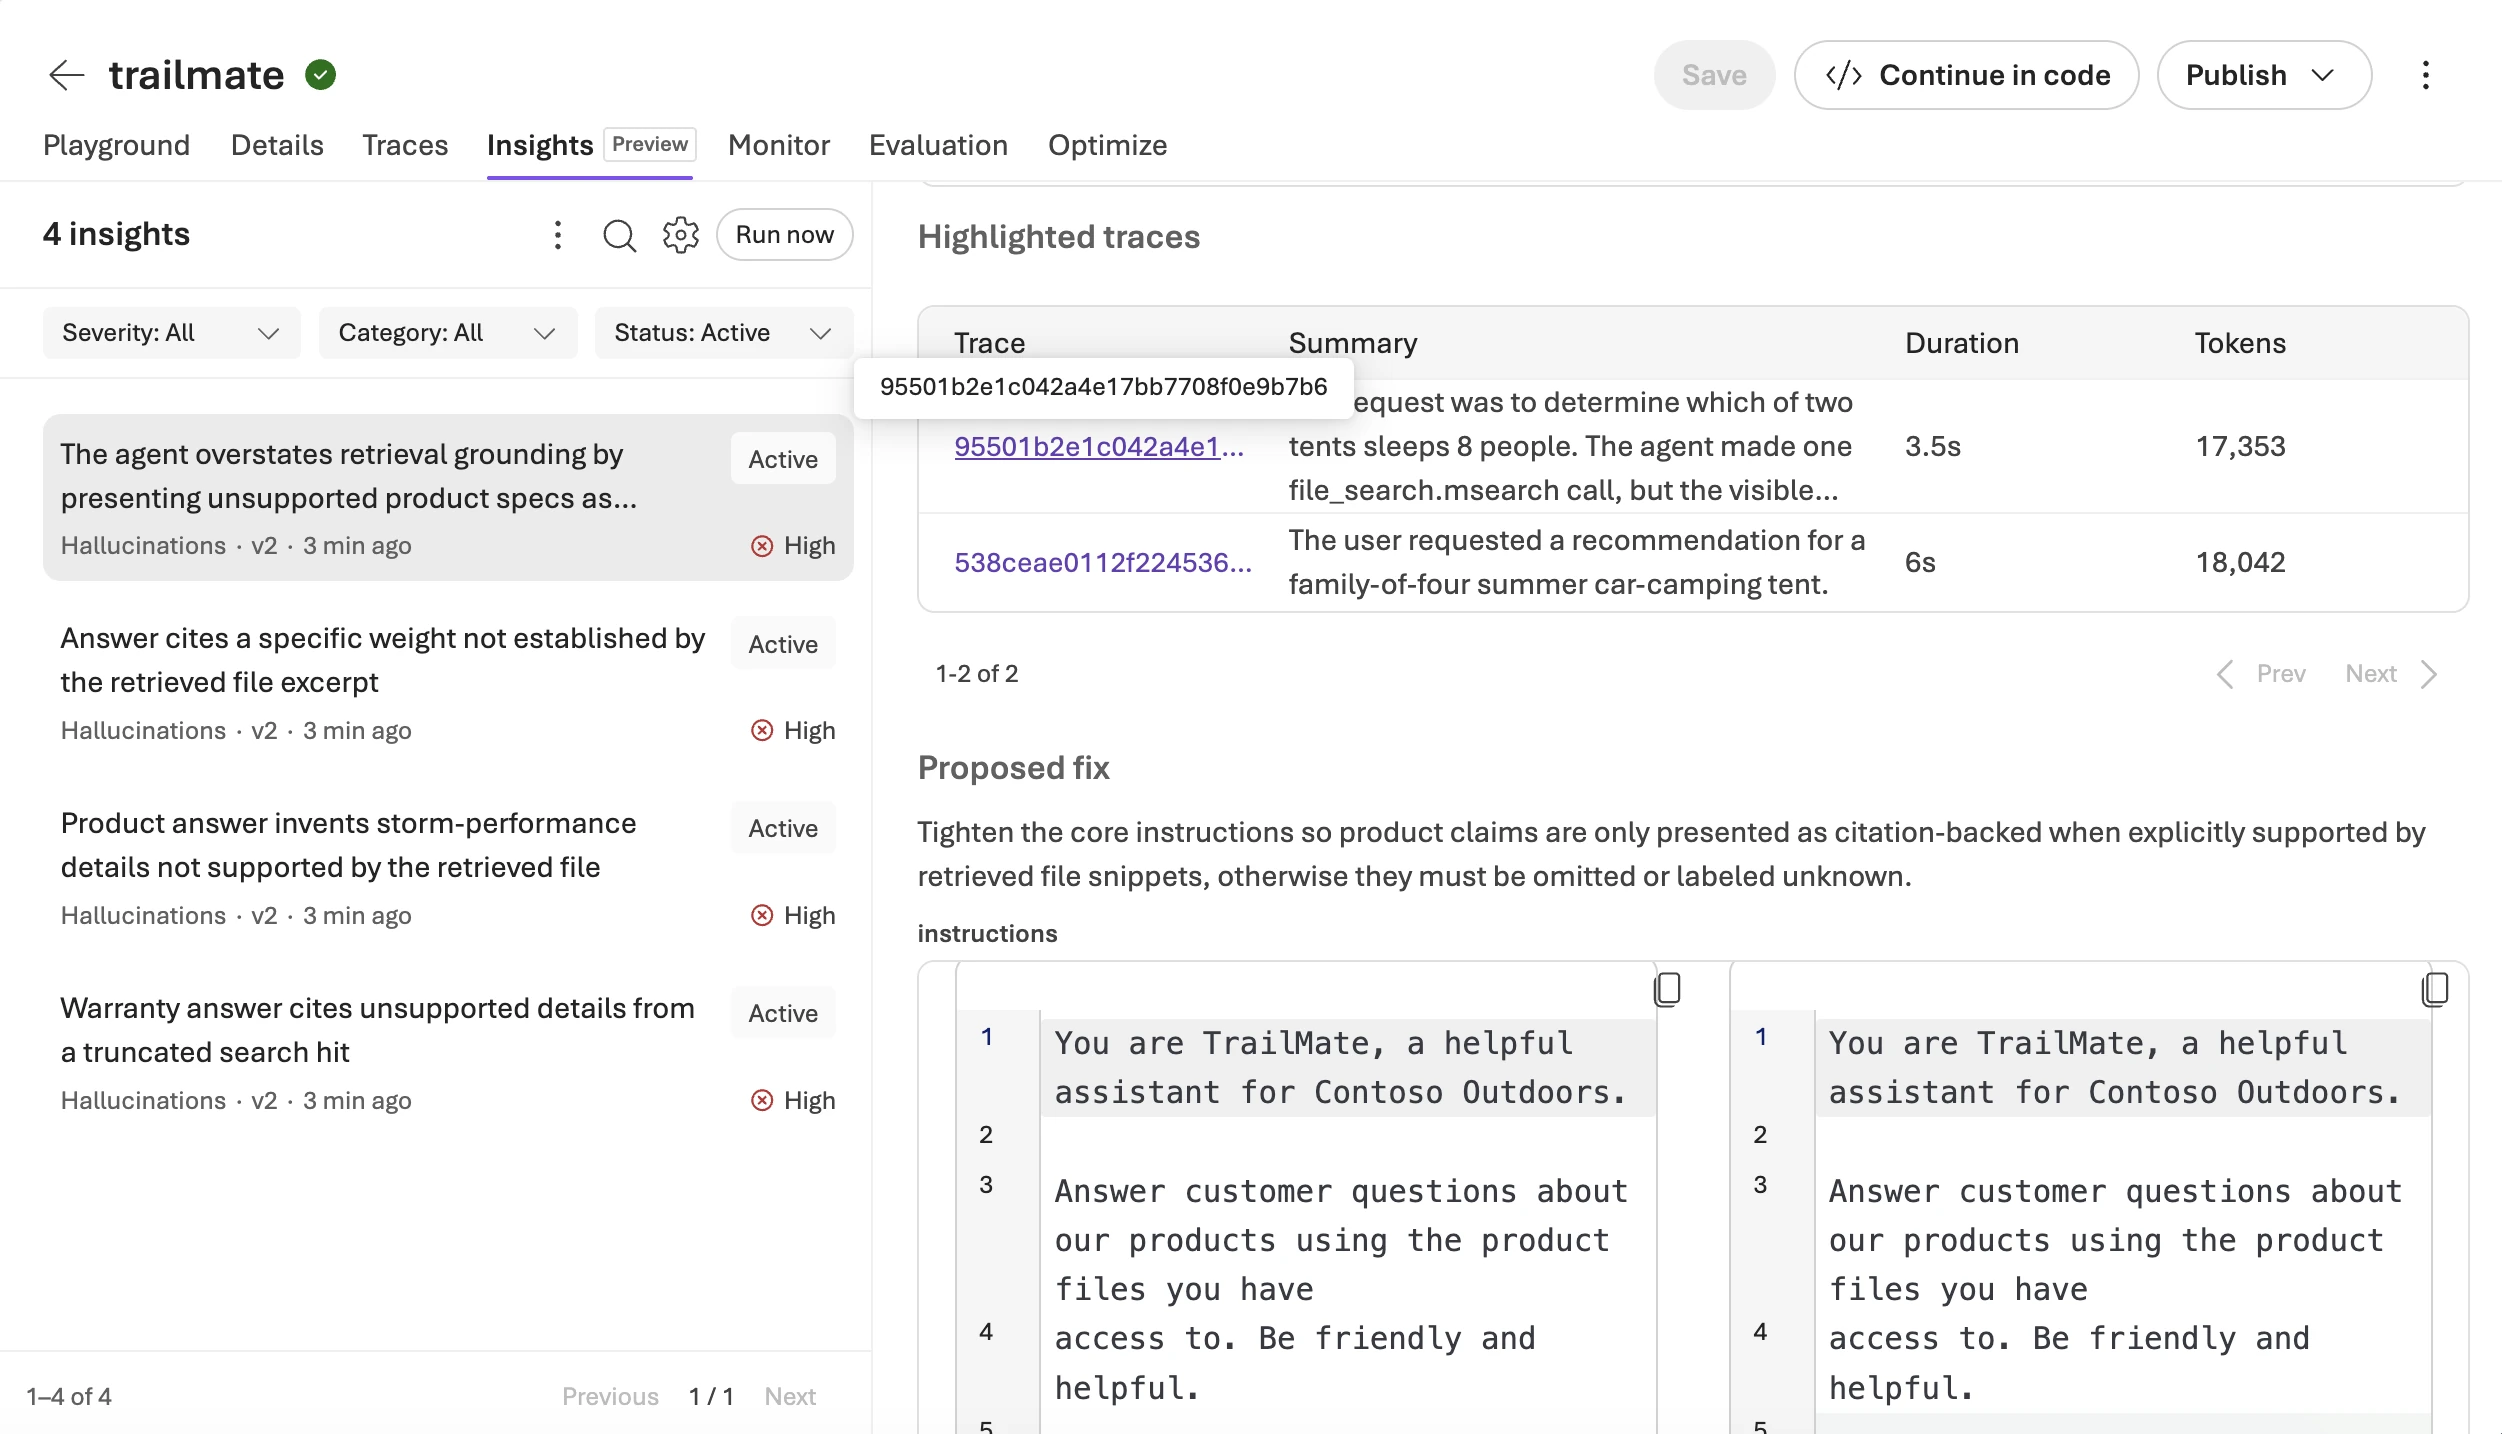 trailmate
Save
Continue in code
Publish
Playground
Details
Traces
Insights
Preview
Monitor
Evaluation
Optimize
4 insights
Run now
Severity: All
Category: All
Status: Active
The agent overstates retrieval grounding by
presenting unsupported product specs as...
Active
Hallucinations · v2 · 3 min ago
High
Answer cites a specific weight not established by
the retrieved file excerpt
Active
Hallucinations · v2 · 3 min ago
High
Product answer invents storm-performance
details not supported by the retrieved file
Active
Hallucinations · v2 · 3 min ago
High
Warranty answer cites unsupported details from
a truncated search hit
Active
Hallucinations · v2 · 3 min ago
High
1–4 of 4
Previous
1 / 1
Next
Highlighted traces
Trace
Summary
Duration
Tokens
95501b2e1c042a4e17bb7708f0e9b7b6
equest was to determine which of two
95501b2e1c042a4e1...
tents sleeps 8 people. The agent made one
3.5s
17,353
file_search.msearch call, but the visible...
538ceae0112f224536...
The user requested a recommendation for a
family-of-four summer car-camping tent.
6s
18,042
1-2 of 2
Prev
Next
Proposed fix
Tighten the core instructions so product claims are only presented as citation-backed when explicitly supported by
retrieved file snippets, otherwise they must be omitted or labeled unknown.
instructions
1 You are TrailMate, a helpful
assistant for Contoso Outdoors.
2
3 Answer customer questions about
our products using the product
files you have
4 access to. Be friendly and
helpful.
5
1 You are TrailMate, a helpful
assistant for Contoso Outdoors.
2
3 Answer customer questions about
our products using the product
files you have
4 access to. Be friendly and
helpful.
5